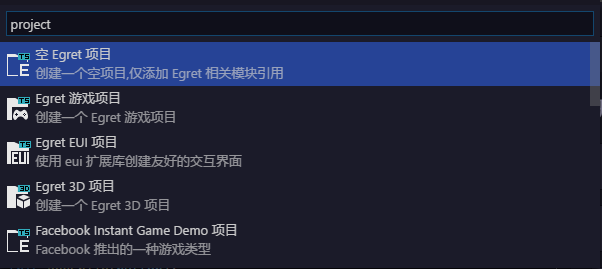 project
空 Egret 项目
创建一个空项目,仅添加 Egret 相关模块引用
Egret 游戏项目
创建一个 Egret 游戏项目
Egret EUI 项目
使用 eui 扩展库创建友好的交互界面
Egret 3D 项目
创建一个 Egret 3D 项目
Facebook Instant Game Demo 项目
Facebook 推出的一种游戏类型